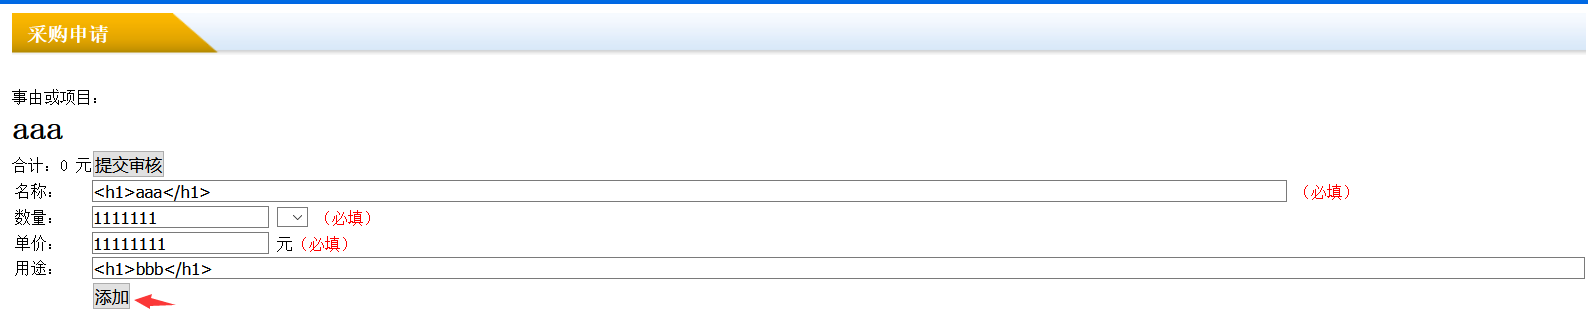 采购申请
事由或项目：
aaa
合计：0 元 提交审核
名称： <h1>aaa</h1> （必填）
数量： 1111111 （必填）
单价： 11111111 元（必填）
用途： <h1>bbb</h1>
添加